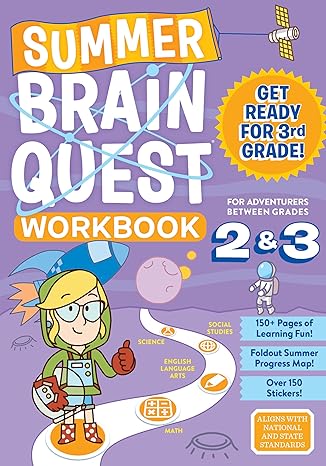 SUMMER
BRAIN
QUEST
WORKBOOK
GET
READY
FOR 3rd
GRADE!
FOR ADVENTURERS
BETWEEN GRADES
2 & 3
SOCIAL
STUDIES
SCIENCE
ENGLISH
LANGUAGE
ARTS
MATH
150+ Pages of
Learning Fun!
Foldout Summer
Progress Map!
Over 150
Stickers!
ALIGNS WITH
NATIONAL
AND STATE
STANDARDS